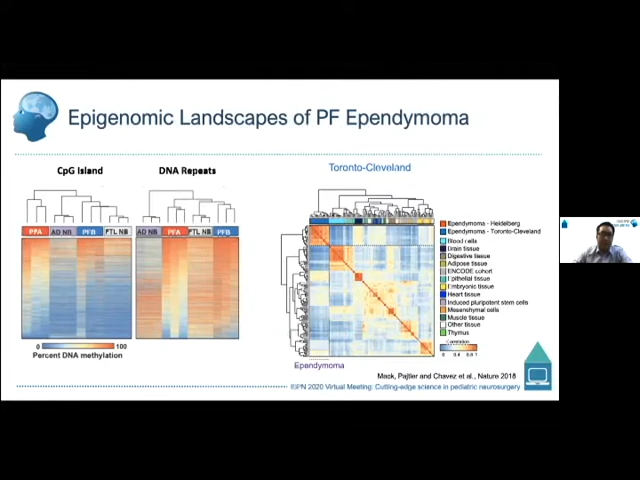 Epigenomic Landscapes of PF Ependymoma
CpG Island
DNA Repeats
PFA AD NB PFB FTL NB
AD NB PFA FTL NB PFB
0 100
Percent DNA methylation
Toronto-Cleveland
Ependymoma - Heidelberg
Ependymoma - Toronto-Cleveland
Blood cells
Brain tissue
Digestive tissue
Adipose tissue
ENCODE cohort
Epithelial tissue
Embryonic tissue
Heart tissue
Induced pluripotent stem cells
Mesenchymal cells
Muscle tissue
Other tissue
Thymus
Correlation
Ependymoma
Mack, Pajtler and Chavez et al., Nature 2018
ISPN 2020 Virtual Meeting: Cutting-edge science in pediatric neurosurgery